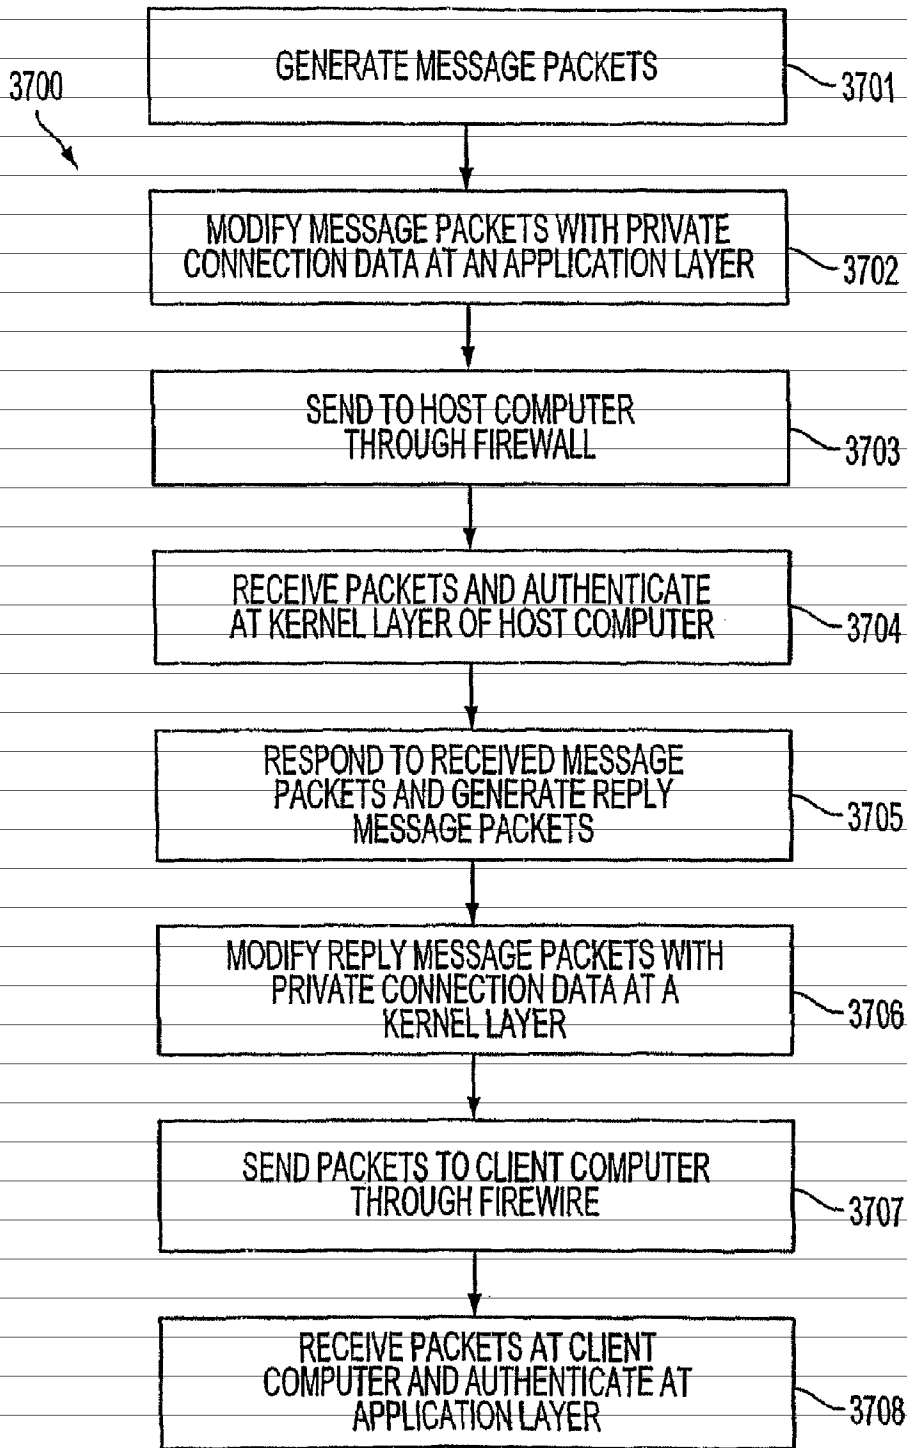 GENERATE MESSAGE PACKETS
3701
3700
MODIFY MESSAGE PACKETS WITH PRIVATE
CONNECTION DATA AT AN APPLICATION LAYER
3702
SEND TO HOST COMPUTER
THROUGH FIREWALL
3703
RECEIVE PACKETS AND AUTHENTICATE
AT KERNEL LAYER OF HOST COMPUTER
3704
RESPOND TO RECEIVED MESSAGE
PACKETS AND GENERATE REPLY
MESSAGE PACKETS
3705
MODIFY REPLY MESSAGE PACKETS WITH
PRIVATE CONNECTION DATA AT A
KERNEL LAYER
3706
SEND PACKETS TO CLIENT COMPUTER
THROUGH FIREWIRE
3707
RECEIVE PACKETS AT CLIENT
COMPUTER AND AUTHENTICATE AT
APPLICATION LAYER
3708